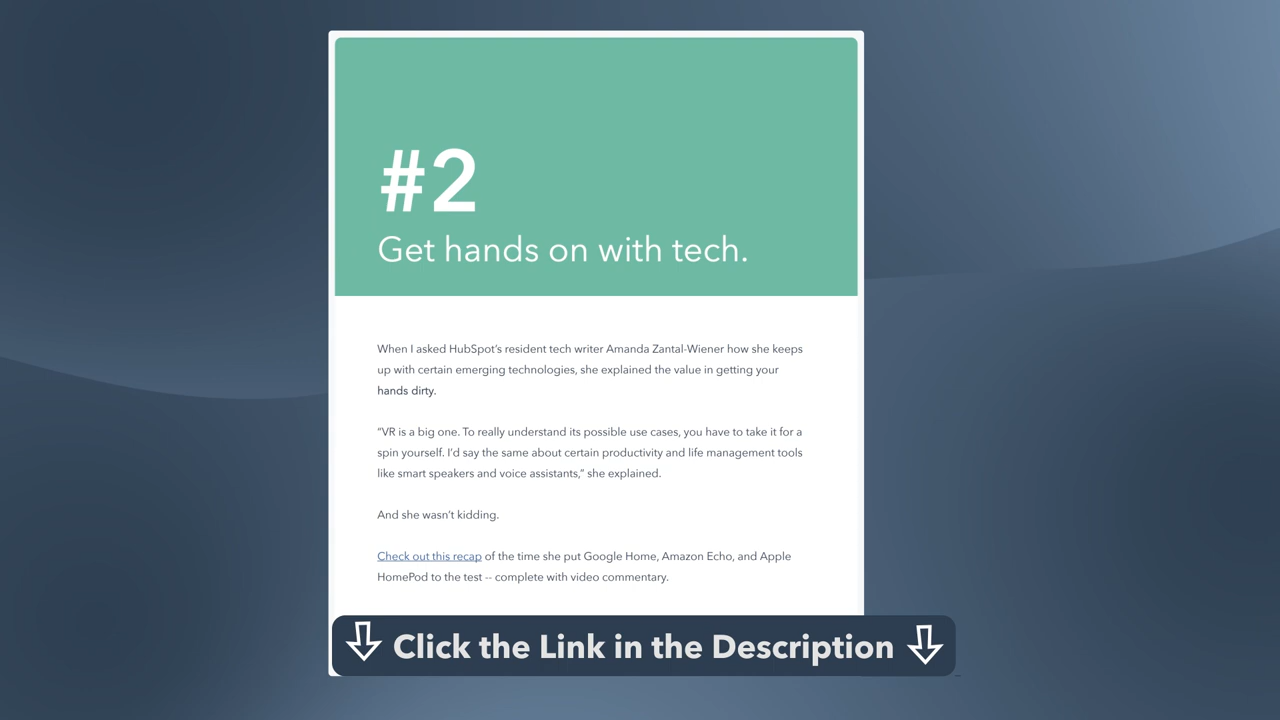 #2
Get hands on with tech.
When I asked HubSpot's resident tech writer Amanda Zantal-Wiener how she keeps
up with certain emerging technologies, she explained the value in getting your
hands dirty.
"VR is a big one. To really understand its possible use cases, you have to take it for a
spin yourself. I'd say the same about certain productivity and life management tools
like smart speakers and voice assistants," she explained.
And she wasn't kidding.
Check out this recap of the time she put Google Home, Amazon Echo, and Apple
HomePod to the test -- complete with video commentary.
Click the Link in the Description